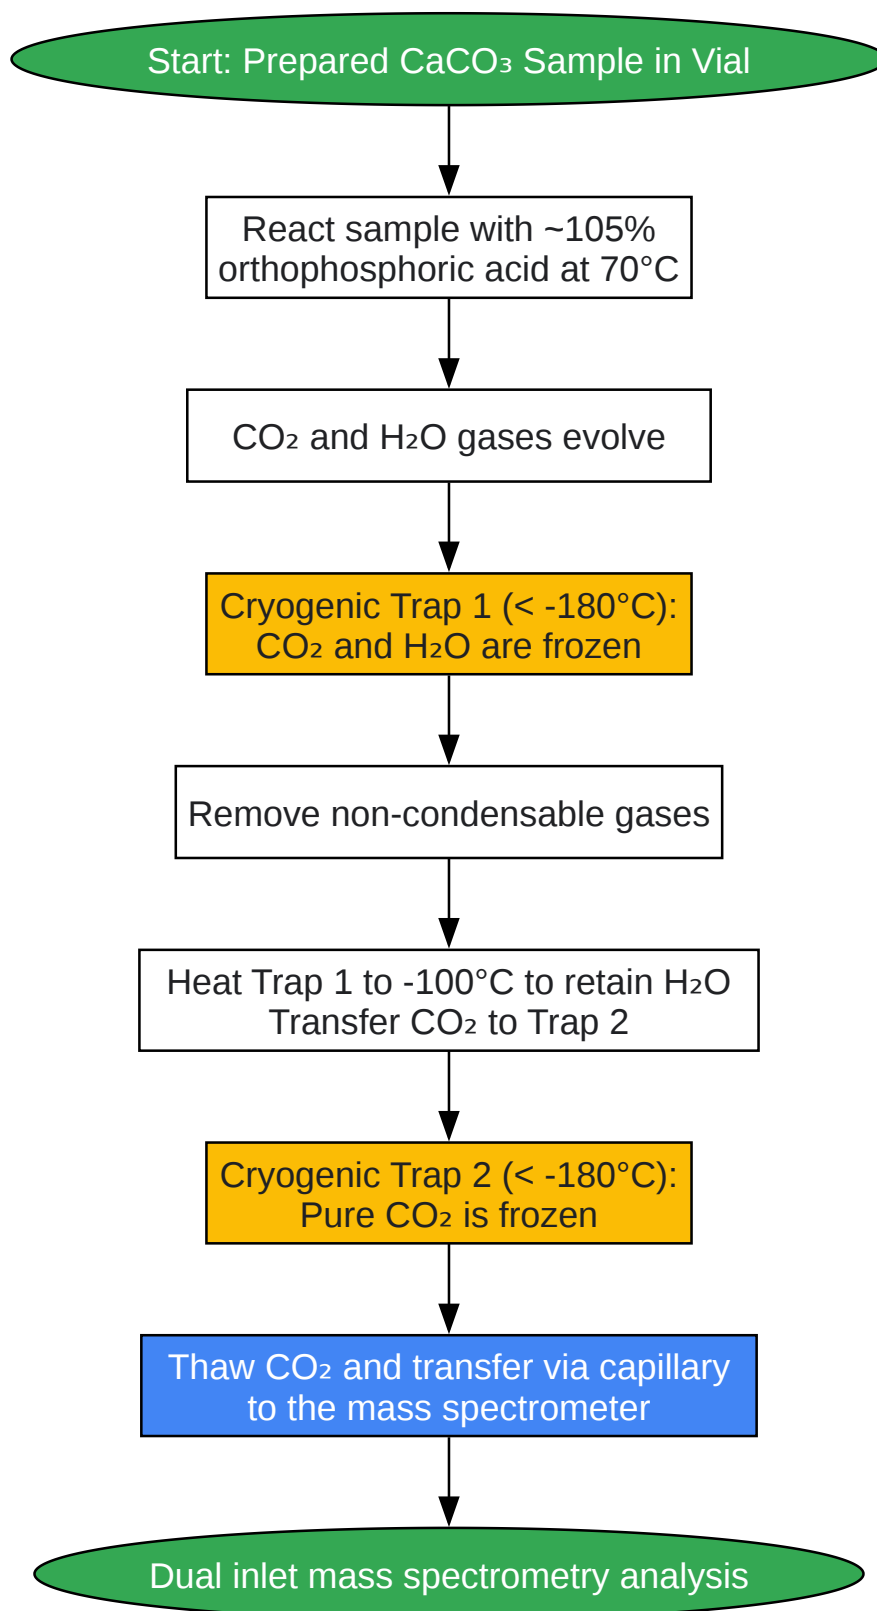 Start: Prepared CaCO₃ Sample in Vial
React sample with ~105%
orthophosphoric acid at 70°C
CO₂ and H₂O gases evolve
Cryogenic Trap 1 (< -180°C):
CO₂ and H₂O are frozen
Remove non-condensable gases
Heat Trap 1 to -100°C to retain H₂O
Transfer CO₂ to Trap 2
Cryogenic Trap 2 (< -180°C):
Pure CO₂ is frozen
Thaw CO₂ and transfer via capillary
to the mass spectrometer
Dual inlet mass spectrometry analysis